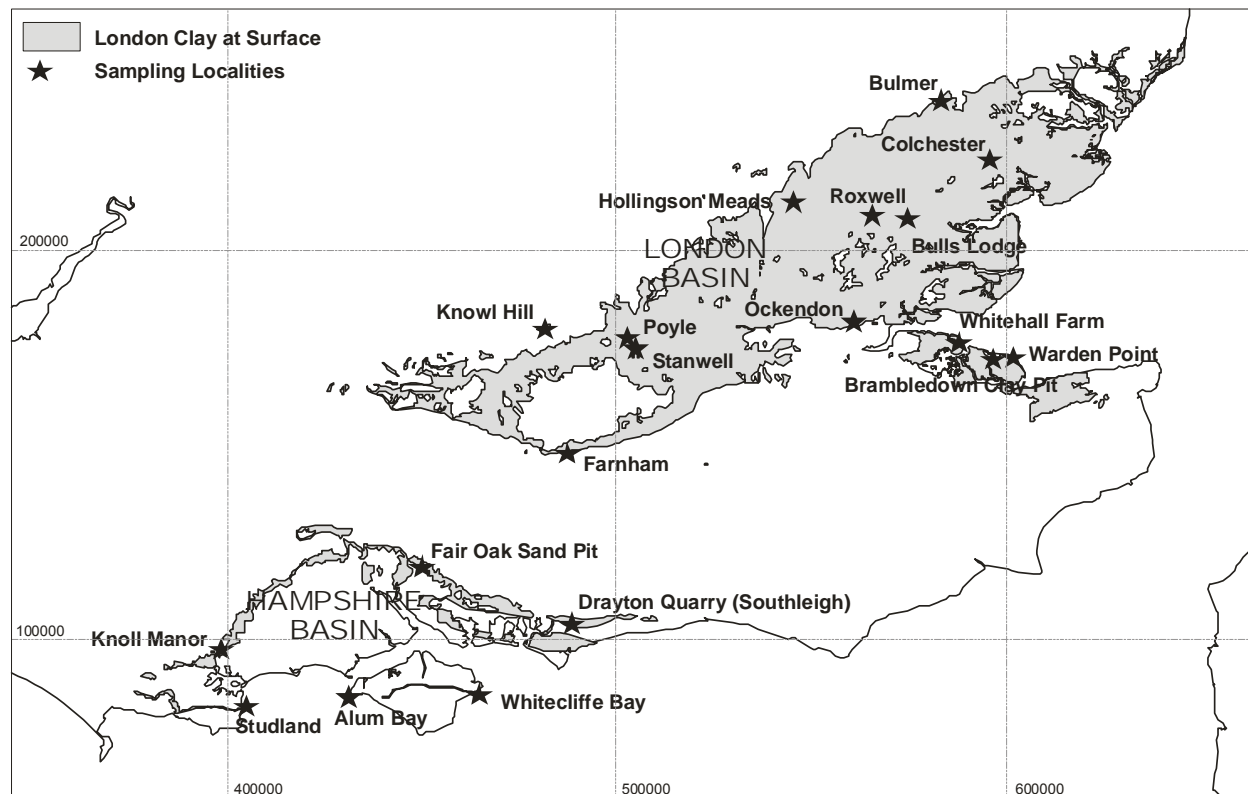 London Clay at Surface
Sampling Localities
Bulmer
Colchester
Hollingson Meads
Roxwell
Bulls Lodge
200000
LONDON
BASIN
Ockendon
Knowl Hill
Poyle
Whitehall Farm
Stanwell
Warden Point
Brambledown Clay Pit
Farnham
Fair Oak Sand Pit
HAMPSHIRE
BASIN
Drayton Quarry (Southleigh)
100000
Knoll Manor
Whitecliffe Bay
Alum Bay
Studland
400000
500000
600000